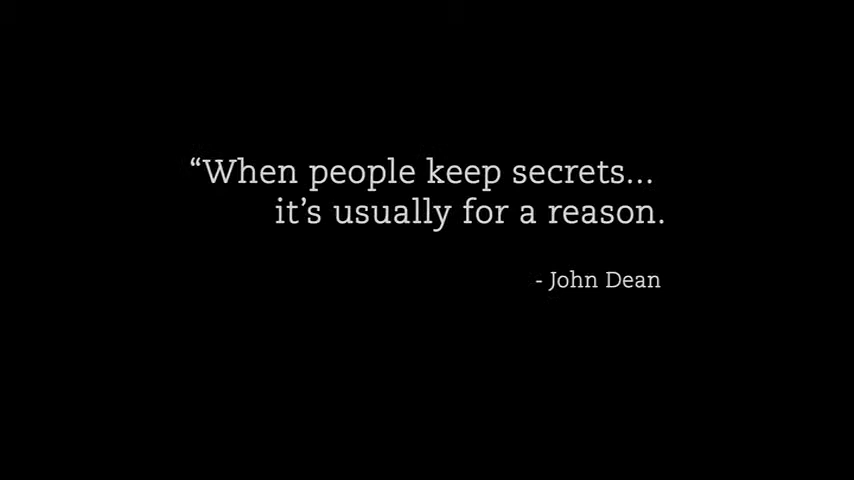 “When people keep secrets...
it’s usually for a reason.
- John Dean